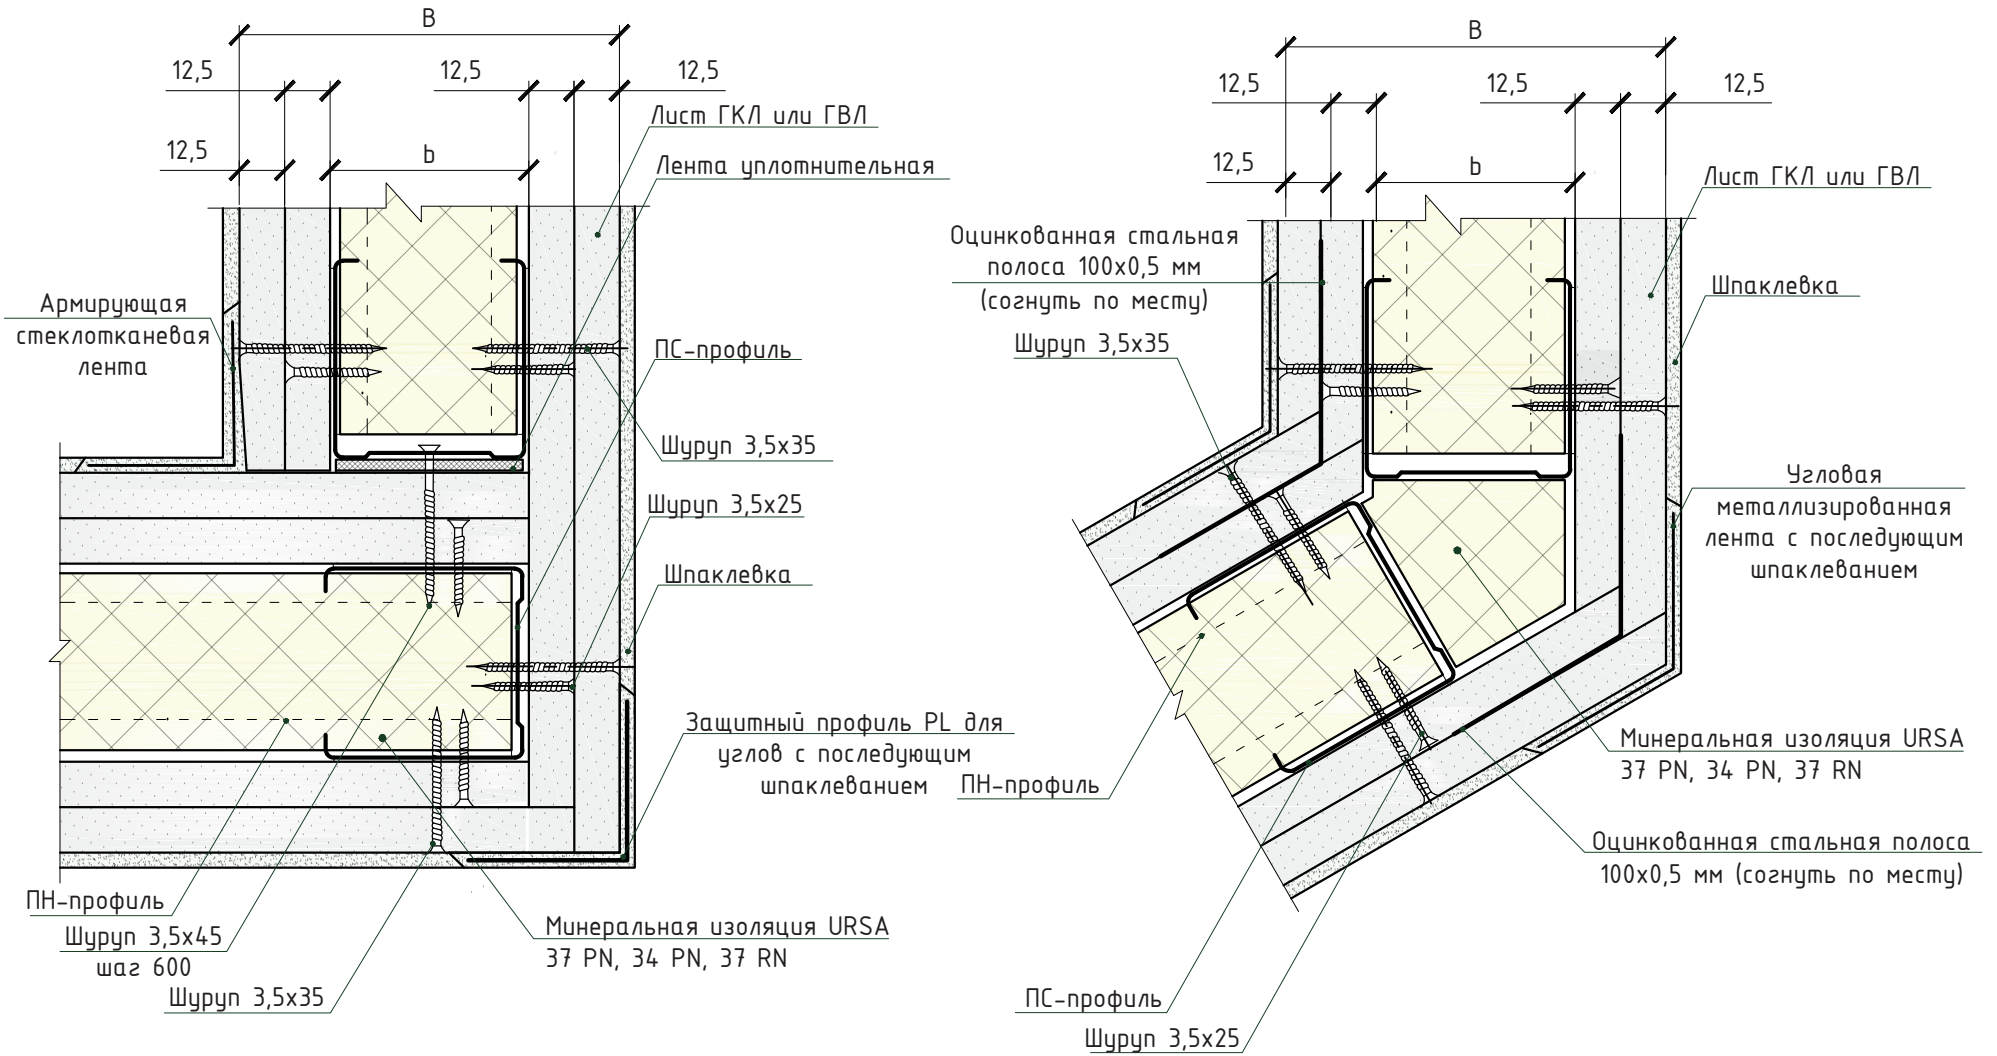 B
12,5
12,5
12,5
12,5
b
Лист ГКЛ или ГВЛ
Лента уплотнительная
Армирующая
стеклотканевая
лента
ПС-профиль
Шуруп 3,5х35
Шуруп 3,5х25
Шпаклевка
Защитный профиль PL для
углов с последующим
шпаклеванием
ПН-профиль
Шуруп 3,5х45
шаг 600
Шуруп 3,5х35
Минеральная изоляция URSA
37 PN, 34 PN, 37 RN
B
12,5
12,5
12,5
12,5
b
Лист ГКЛ или ГВЛ
Оцинкованная стальная
полоса 100х0,5 мм
(согнуть по месту)
Шпаклевка
Шуруп 3,5х35
Угловая
металлизированная
лента с последующим
шпаклеванием
Минеральная изоляция URSA
37 PN, 34 PN, 37 RN
ПН-профиль
Оцинкованная стальная полоса
100х0,5 мм (согнуть по месту)
ПС-профиль
Шуруп 3,5х25